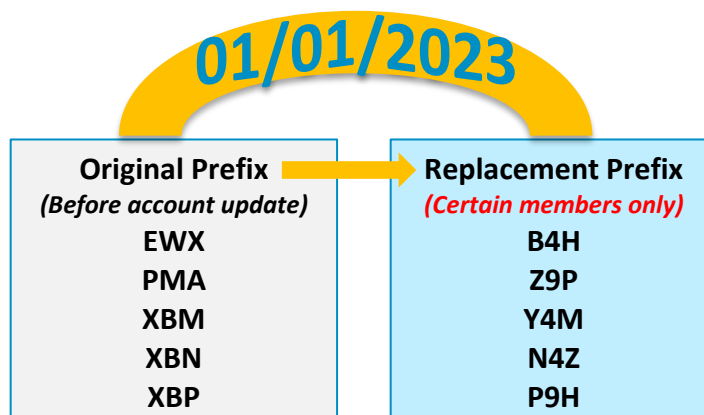 01/01/2023
Original Prefix
(Before account update)
EWX
PMA
XBM
XBN
XBP
Replacement Prefix
(Certain members only)
B4H
Z9P
Y4M
N4Z
P9H